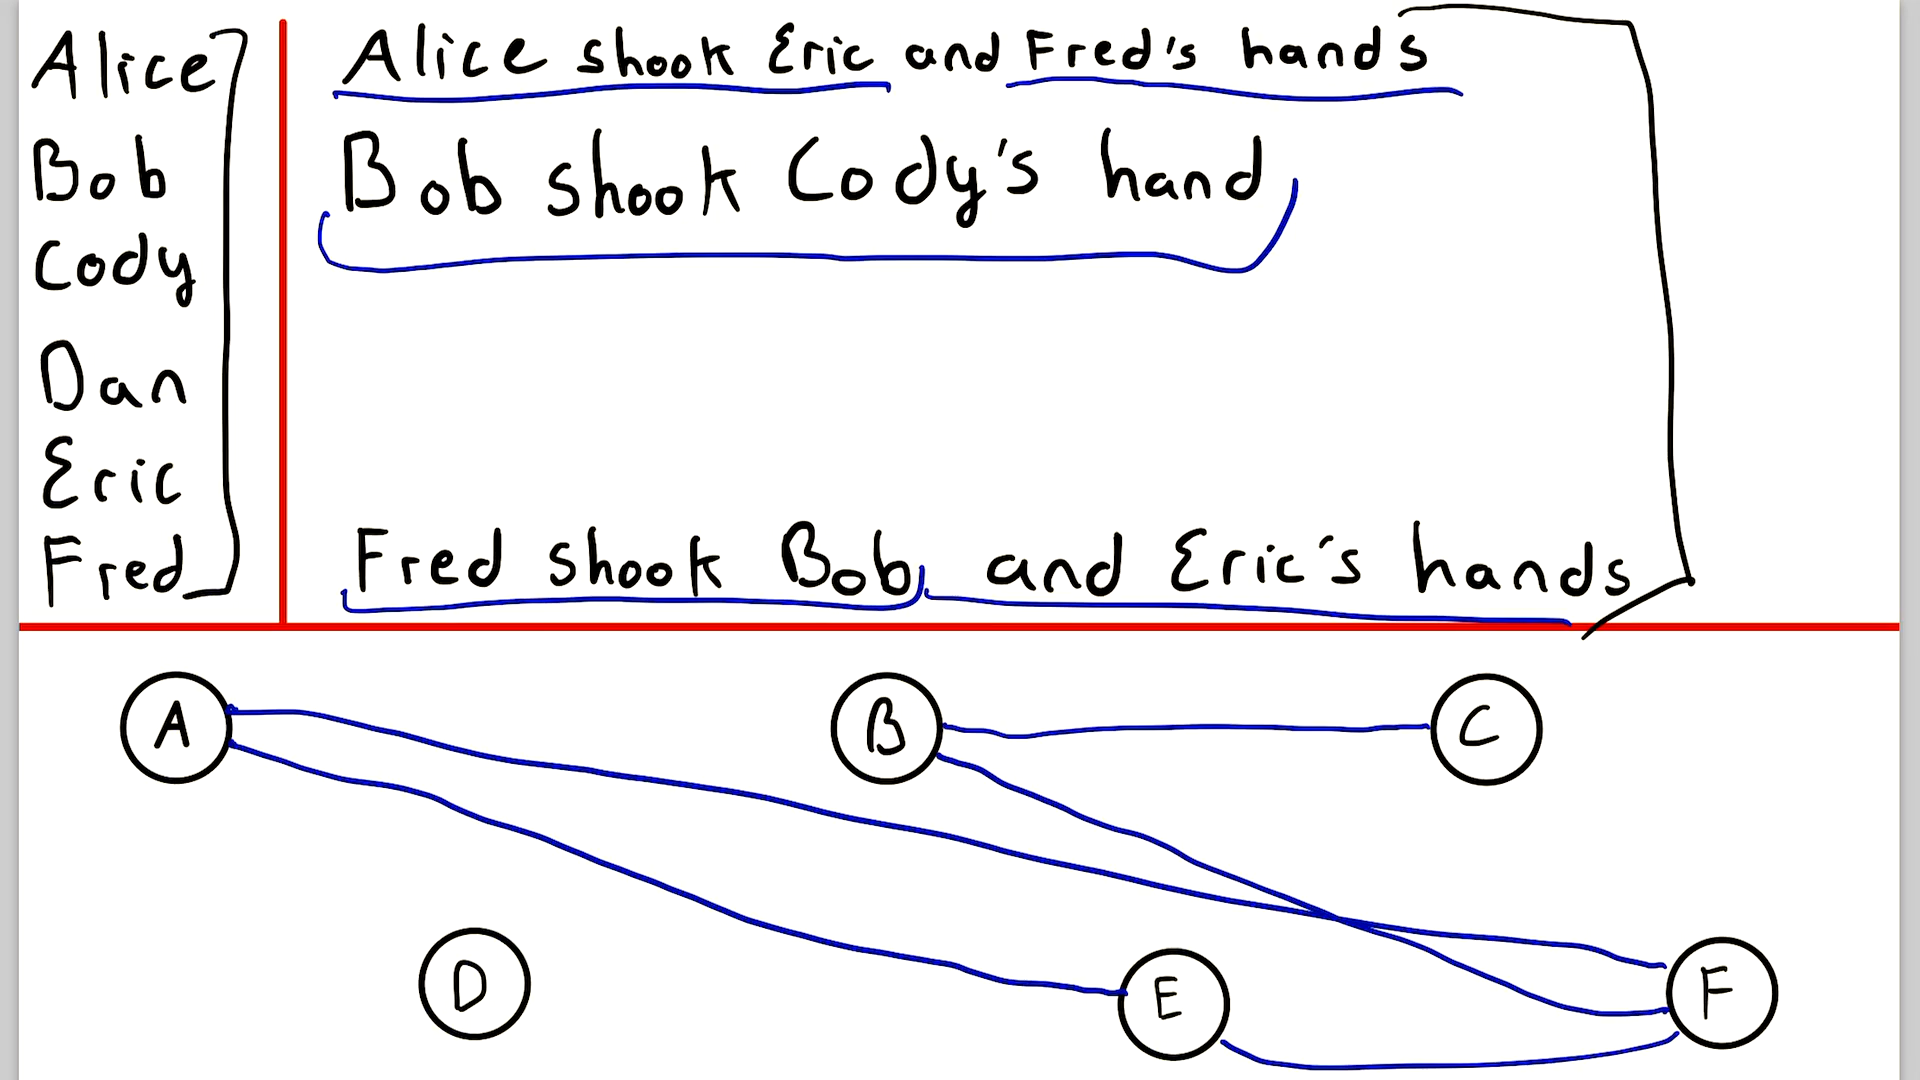 Alice
Bob
Cody
Dan
Eric
Fred
Alice shook Eric and Fred's hands
Bob shook Cody's hand
Fred shook Bob and Eric's hands
A
B
C
D
E
F